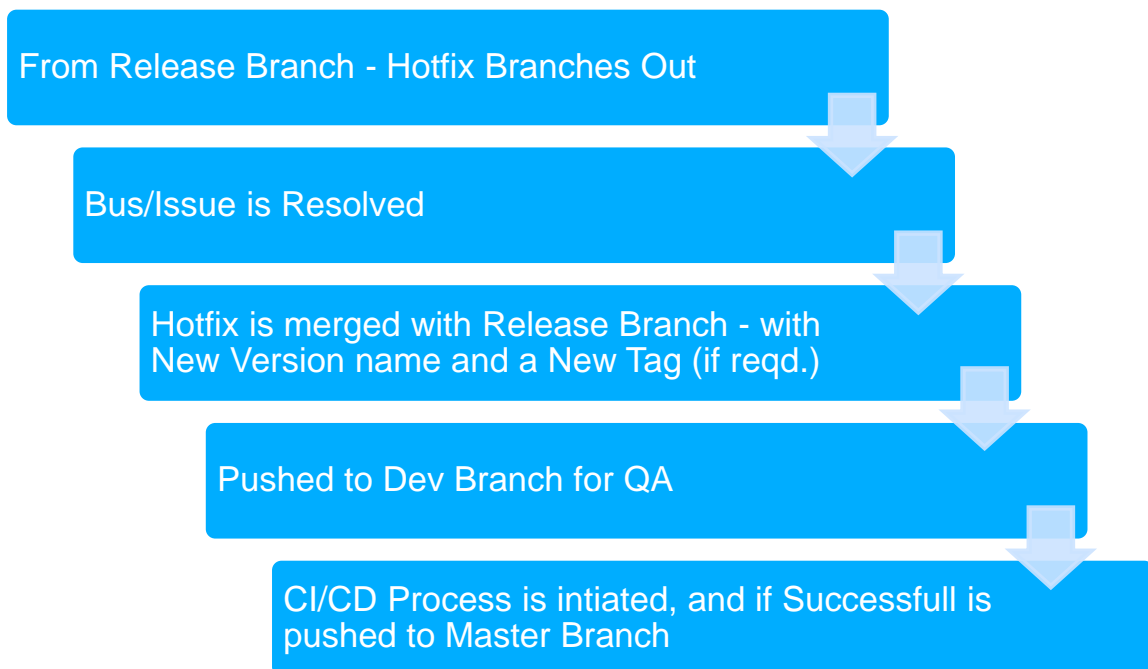 From Release Branch - Hotfix Branches Out
Bus/Issue is Resolved
Hotfix is merged with Release Branch - with
New Version name and a New Tag (if reqd.)
Pushed to Dev Branch for QA
CI/CD Process is intiated, and if Successfull is
pushed to Master Branch